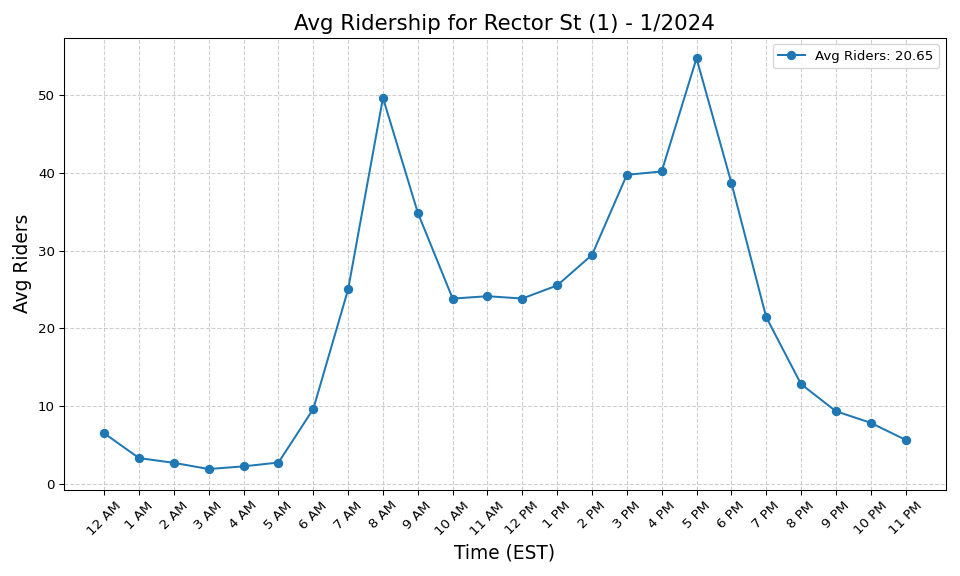 Avg Ridership for Rector St (1) - 1/2024
Avg Riders: 20.65
Avg Riders
50
40
30
20
10
0
12 AM
1 AM
2 AM
3 AM
4 AM
5 AM
6 AM
7 AM
8 AM
9 AM
10 AM
11 AM
12 PM
1 PM
2 PM
3 PM
4 PM
5 PM
6 PM
7 PM
8 PM
9 PM
10 PM
11 PM
Time (EST)